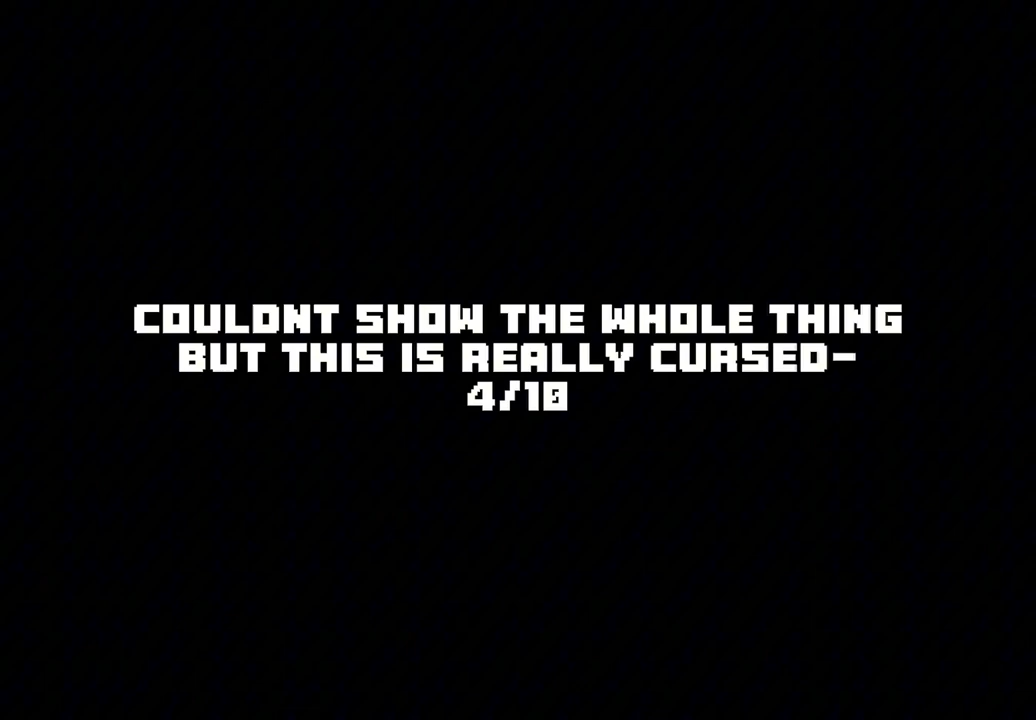 COULDNT SHOW THE WHOLE THING
BUT THIS IS REALLY CURSED-
4/10